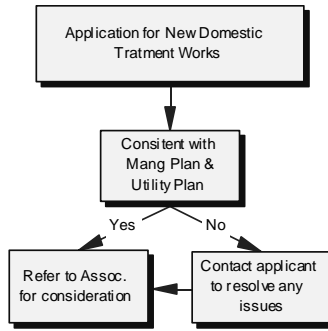 Application for New Domestic
Tratment Works
Consitent with
Mang Plan &
Utility Plan
Yes
No
Refer to Assoc.
for consideration
Contact applicant
to resolve any
issues